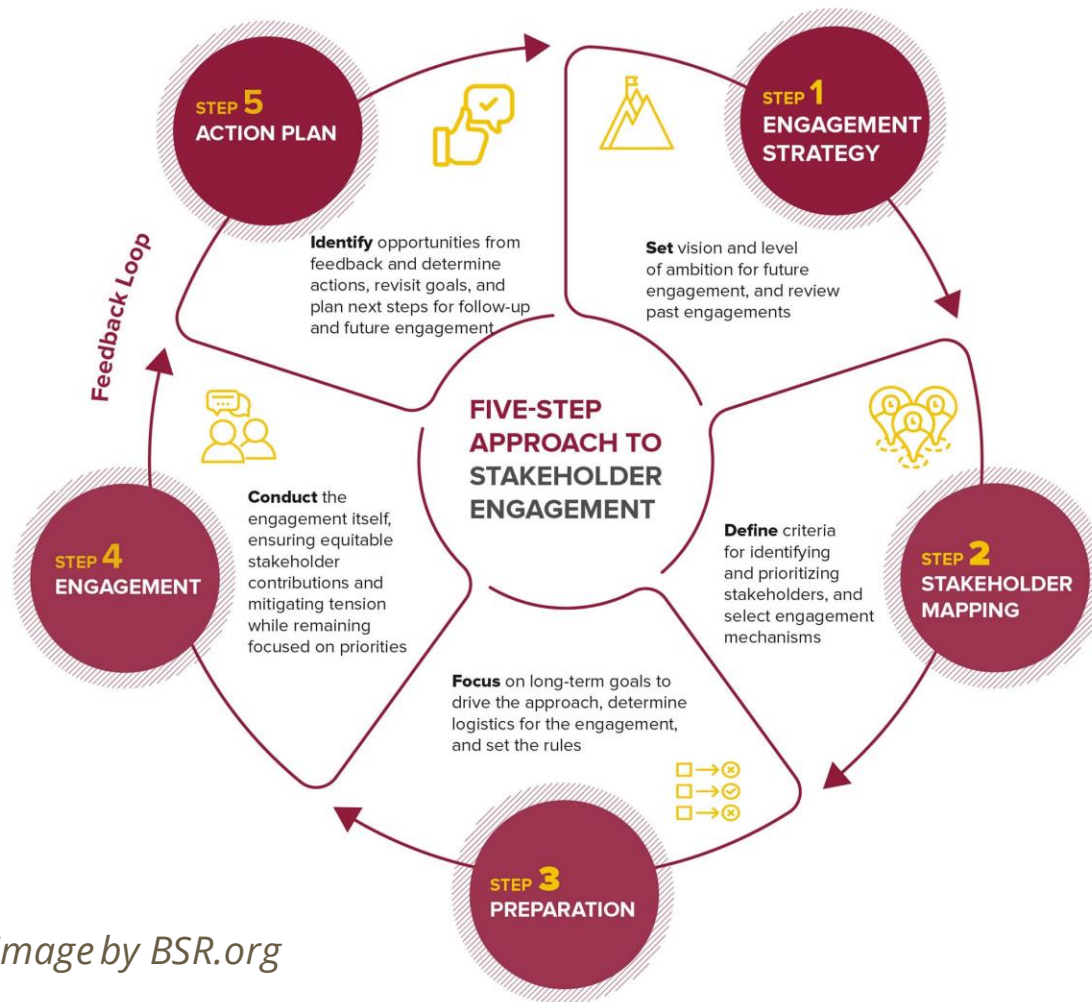 STEP 1
ENGAGEMENT
STRATEGY
Set vision and level
of ambition for future
engagement, and review
past engagements
STEP 2
STAKEHOLDER
MAPPING
Define criteria
for identifying
and prioritizing
stakeholders, and
select engagement
mechanisms
STEP 3
PREPARATION
Focus on long-term goals to
drive the approach, determine
logistics for the engagement,
and set the rules
STEP 4
ENGAGEMENT
Conduct the
engagement itself,
ensuring equitable
stakeholder
contributions and
mitigating tension
while remaining
focused on priorities
Feedback Loop
STEP 5
ACTION PLAN
Identify opportunities from
feedback and determine
actions, revisit goals, and
plan next steps for follow-up
and future engagement
FIVE-STEP
APPROACH TO
STAKEHOLDER
ENGAGEMENT
mage by BSR.org